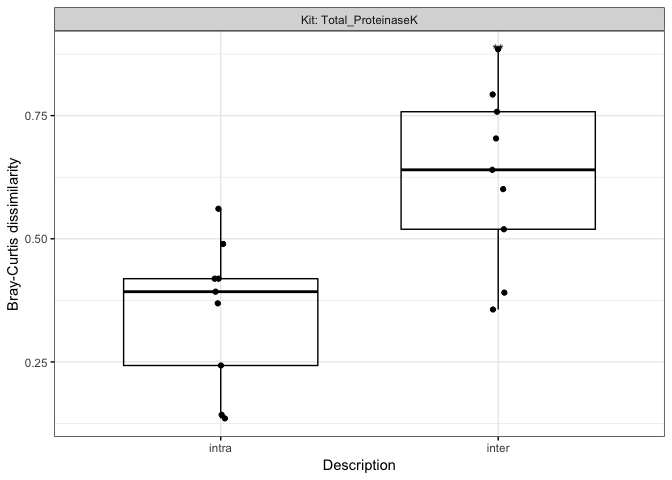 Kit: Total_ProteinaseK
Bray-Curtis dissimilarity
0.75
0.50
0.25
intra
inter
Description
**